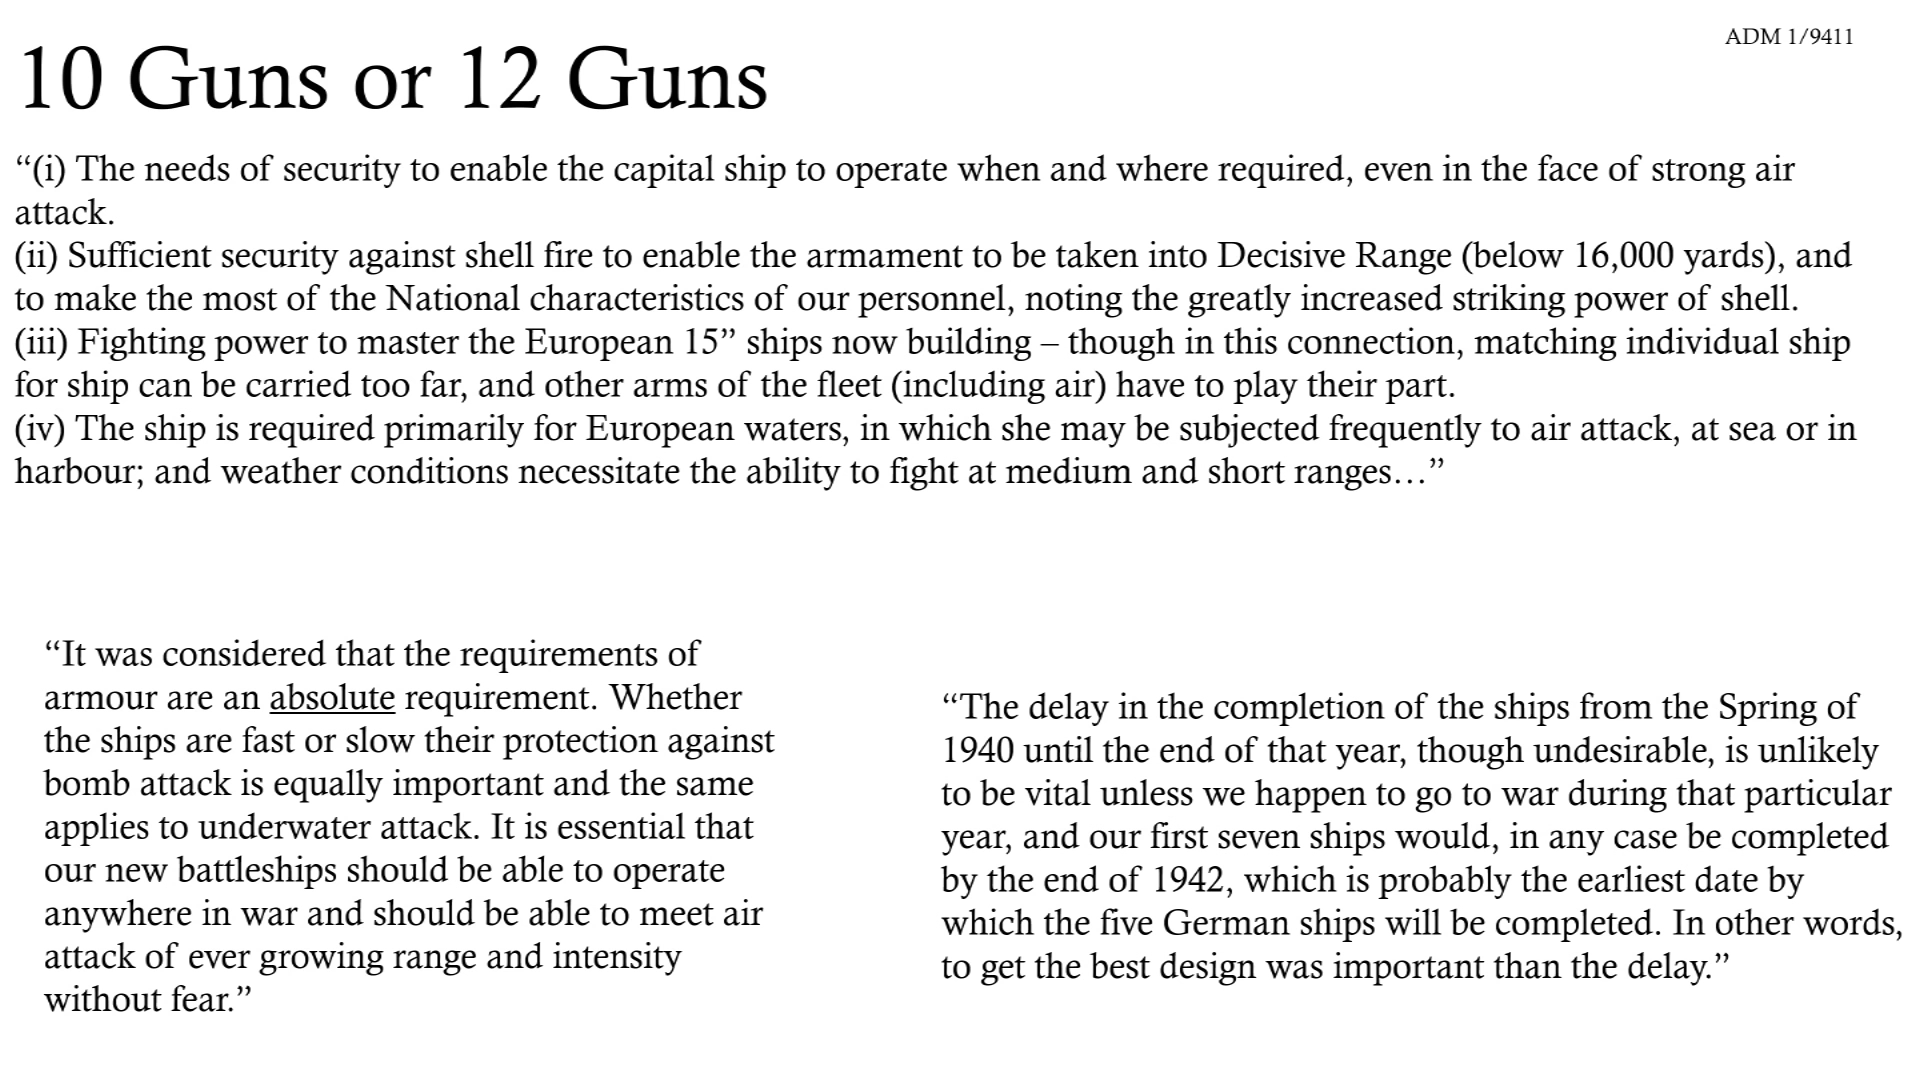 ADM 1/9411
10 Guns or 12 Guns
“(i) The needs of security to enable the capital ship to operate when and where required, even in the face of strong air
attack.
(ii) Sufficient security against shell fire to enable the armament to be taken into Decisive Range (below 16,000 yards), and
to make the most of the National characteristics of our personnel, noting the greatly increased striking power of shell.
(iii) Fighting power to master the European 15” ships now building – though in this connection, matching individual ship
for ship can be carried too far, and other arms of the fleet (including air) have to play their part.
(iv) The ship is required primarily for European waters, in which she may be subjected frequently to air attack, at sea or in
harbour; and weather conditions necessitate the ability to fight at medium and short ranges…”
“It was considered that the requirements of
armour are an absolute requirement. Whether
the ships are fast or slow their protection against
bomb attack is equally important and the same
applies to underwater attack. It is essential that
our new battleships should be able to operate
anywhere in war and should be able to meet air
attack of ever growing range and intensity
without fear.”
“The delay in the completion of the ships from the Spring of
1940 until the end of that year, though undesirable, is unlikely
to be vital unless we happen to go to war during that particular
year, and our first seven ships would, in any case be completed
by the end of 1942, which is probably the earliest date by
which the five German ships will be completed. In other words,
to get the best design was important than the delay.”